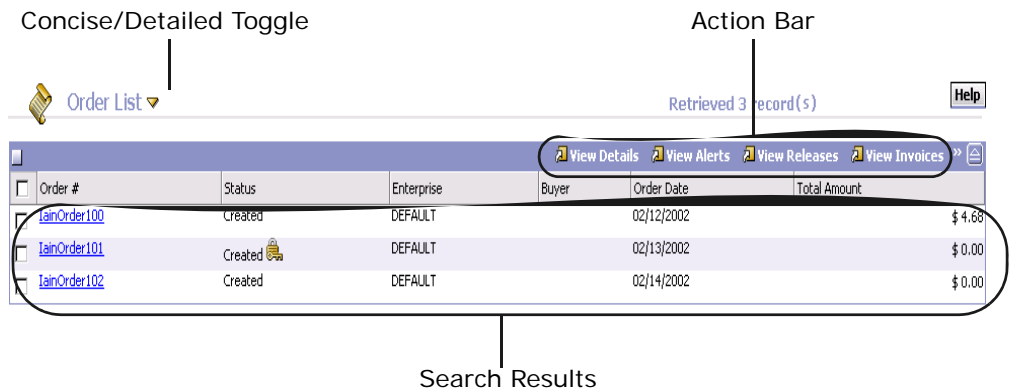 Concise/Detailed Toggle Action Bar
Order List Retrieved 3 record(s) Help
View Details View Alerts View Releases View Invoices »
Order # Status Enterprise Buyer Order Date Total Amount
IainOrder100 Created DEFAULT 02/12/2002 $ 4.68
IainOrder101 Created DEFAULT 02/13/2002 $ 0.00
IainOrder102 Created DEFAULT 02/14/2002 $ 0.00
Search Results